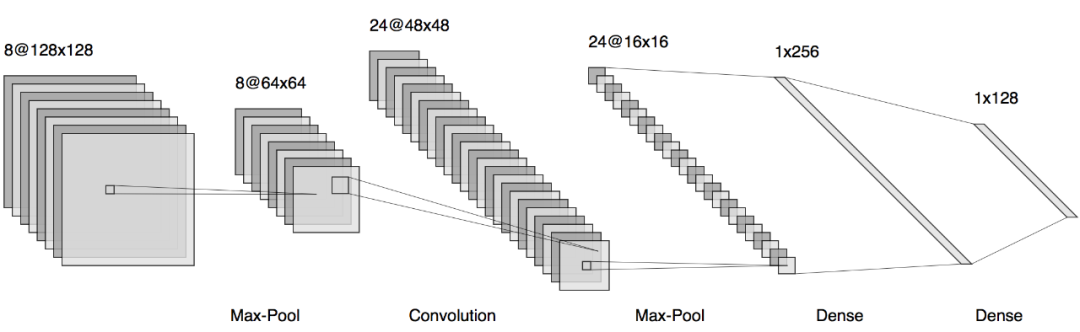 8@128x128
8@64x64
24@48x48
24@16x16
1x256
1x128
Max-Pool
Convolution
Max-Pool
Dense
Dense